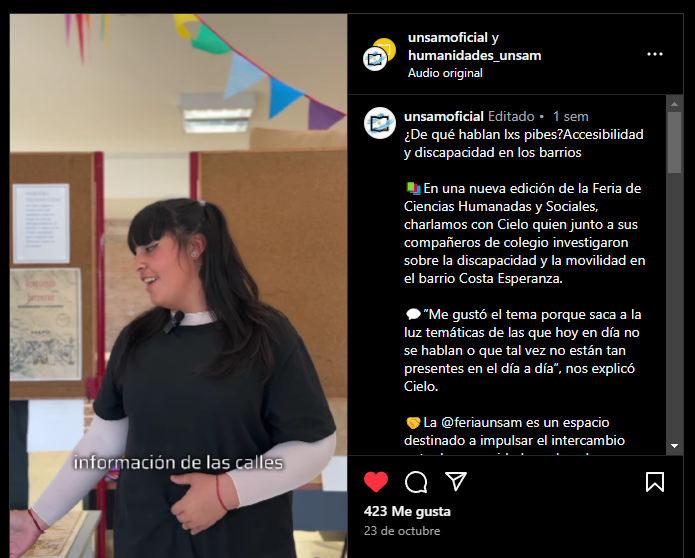 unsamoficial y
humanidades_unsam
Audio original
unsamoficial Editado • 1 sem
¿De qué hablan lxs pibes?Accesibilidad
y discapacidad en los barrios
En una nueva edición de la Feria de
Ciencias Humanadas y Sociales,
charlamos con Cielo quien junto a sus
compañeros de colegio investigaron
sobre la discapacidad y la movilidad en
el barrio Costa Esperanza.
"Me gustó el tema porque saca a la
luz temáticas de las que hoy en día no
se hablan o que tal vez no están tan
presentes en el día a día", nos explicó
Cielo.
La @feriaunsam es un espacio
destinado a impulsar el intercambio
información de las calles
423 Me gusta
23 de octubre